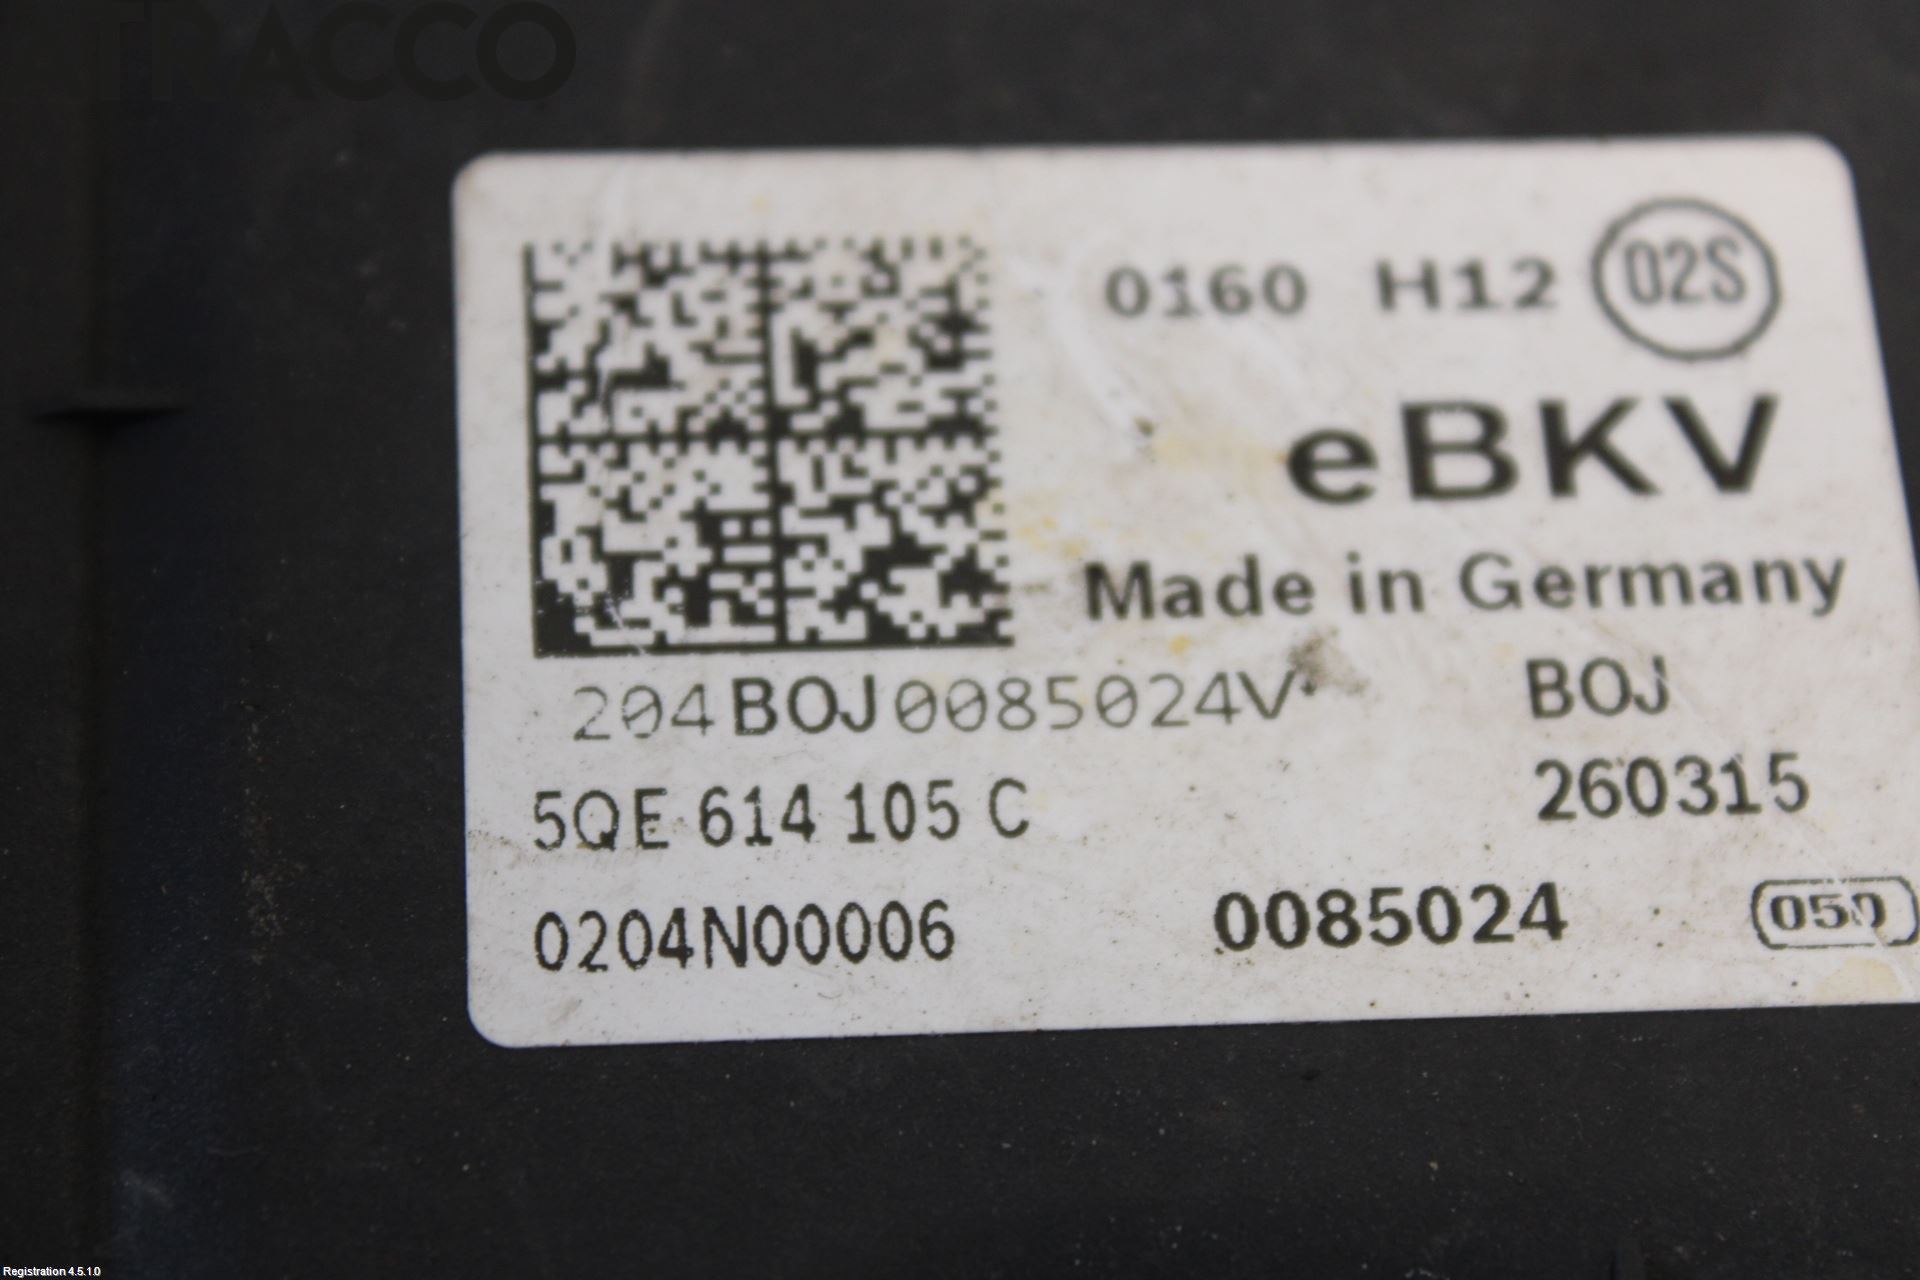 ATRACCO
0160 H12 02S
eBKV
Made in Germany
204BOJ0085024V BOJ
5QE 614 105 C 260315
0204N00006 0085024 050
Registration 4.5.1.0